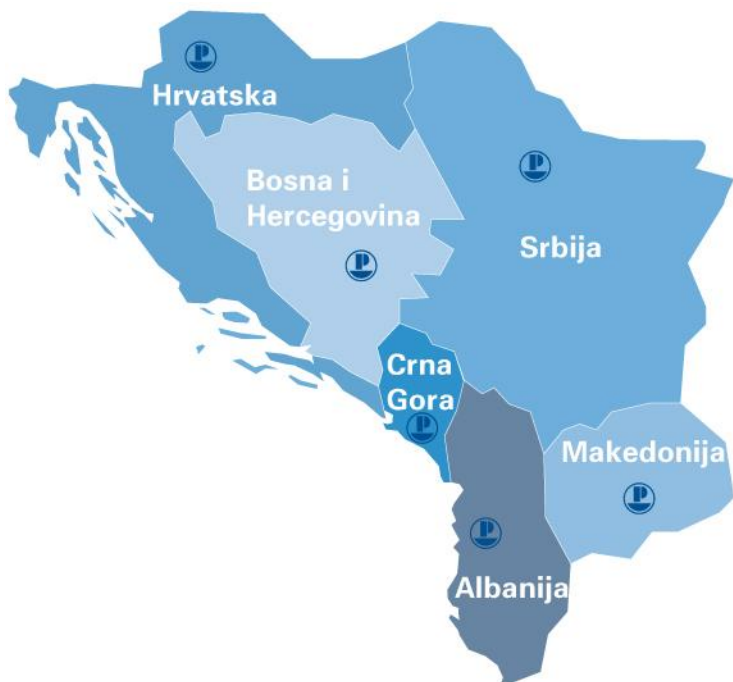 Hrvatska
Bosna i
Hercegovina
Srbija
Crna
Gora
Makedonija
Albanija
P
P
P
P
P
P